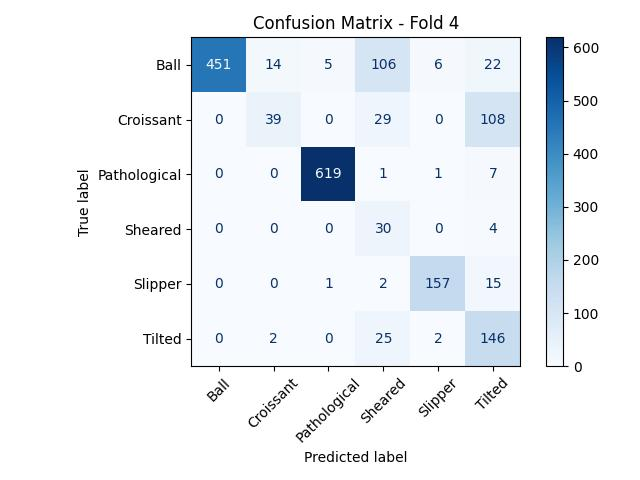 Confusion Matrix - Fold 4
True label
Ball 451 14 5 106 6 22
Croissant 0 39 0 29 0 108
Pathological 0 0 619 1 1 7
Sheared 0 0 0 30 0 4
Slipper 0 0 1 2 157 15
Tilted 0 2 0 25 2 146
Ball Croissant Pathological Sheared Slipper Tilted
Predicted label
600
500
400
300
200
100
0